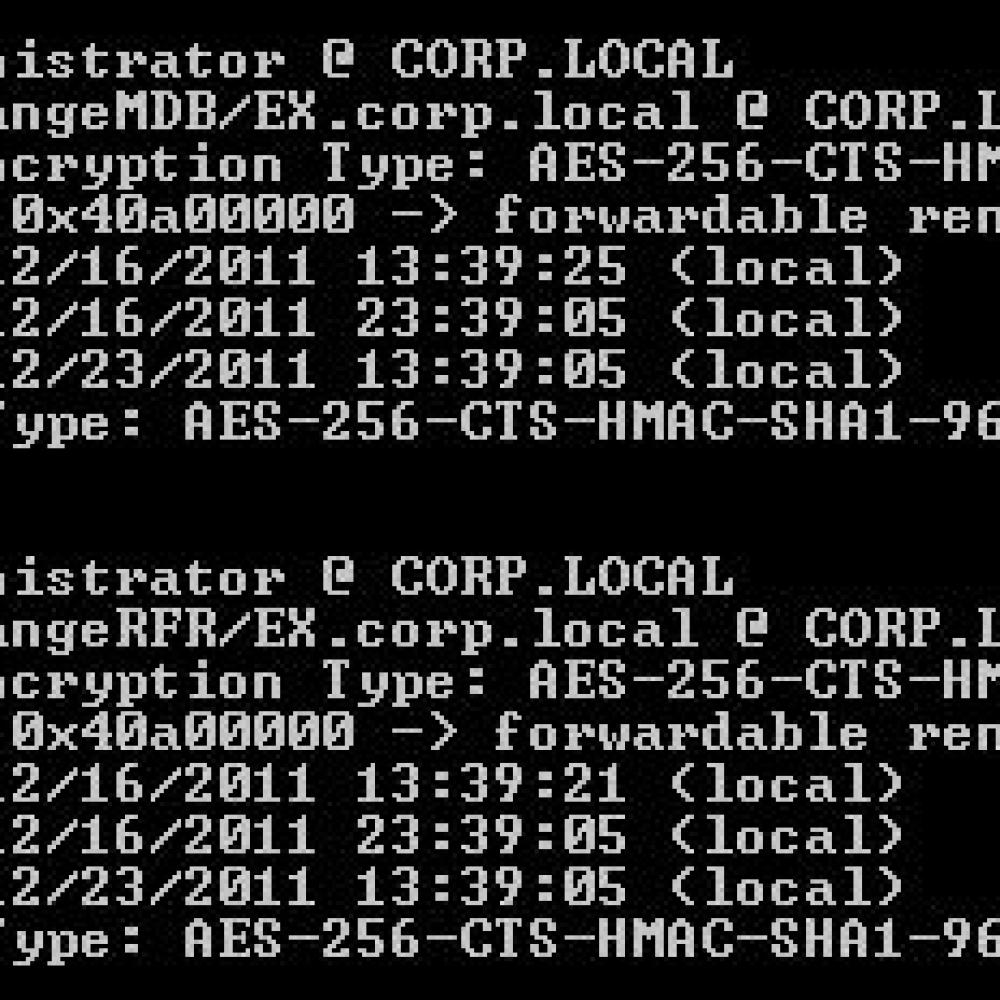 nistrator @ CORP.LOCAL
angeMDB/EX.corp.local @ CORP.L
ncryption Type: AES-256-CTS-HM
0x40a00000 -> forwardable ren
12/16/2011 13:39:25 (local)
12/16/2011 23:39:05 (local)
12/23/2011 13:39:05 (local)
Type: AES-256-CTS-HMAC-SHA1-96
nistrator @ CORP.LOCAL
angeRFR/EX.corp.local @ CORP.L
ncryption Type: AES-256-CTS-HM
0x40a00000 -> forwardable ren
12/16/2011 13:39:21 (local)
12/16/2011 23:39:05 (local)
12/23/2011 13:39:05 (local)
Type: AES-256-CTS-HMAC-SHA1-96